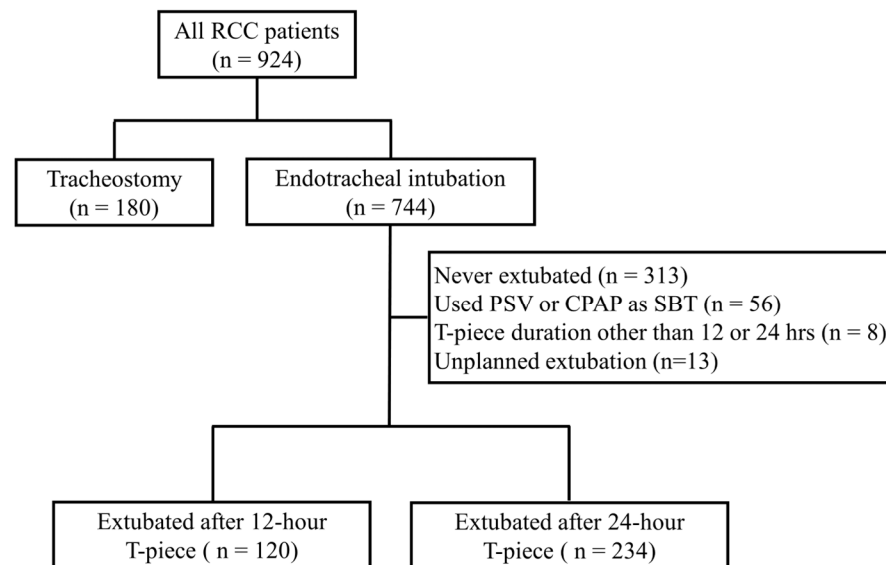 All RCC patients
(n = 924)
Tracheostomy
(n = 180)
Endotracheal intubation
(n = 744)
Never extubated (n = 313)
Used PSV or CPAP as SBT (n = 56)
T-piece duration other than 12 or 24 hrs (n = 8)
Unplanned extubation (n=13)
Extubated after 12-hour
T-piece ( n = 120)
Extubated after 24-hour
T-piece ( n = 234)